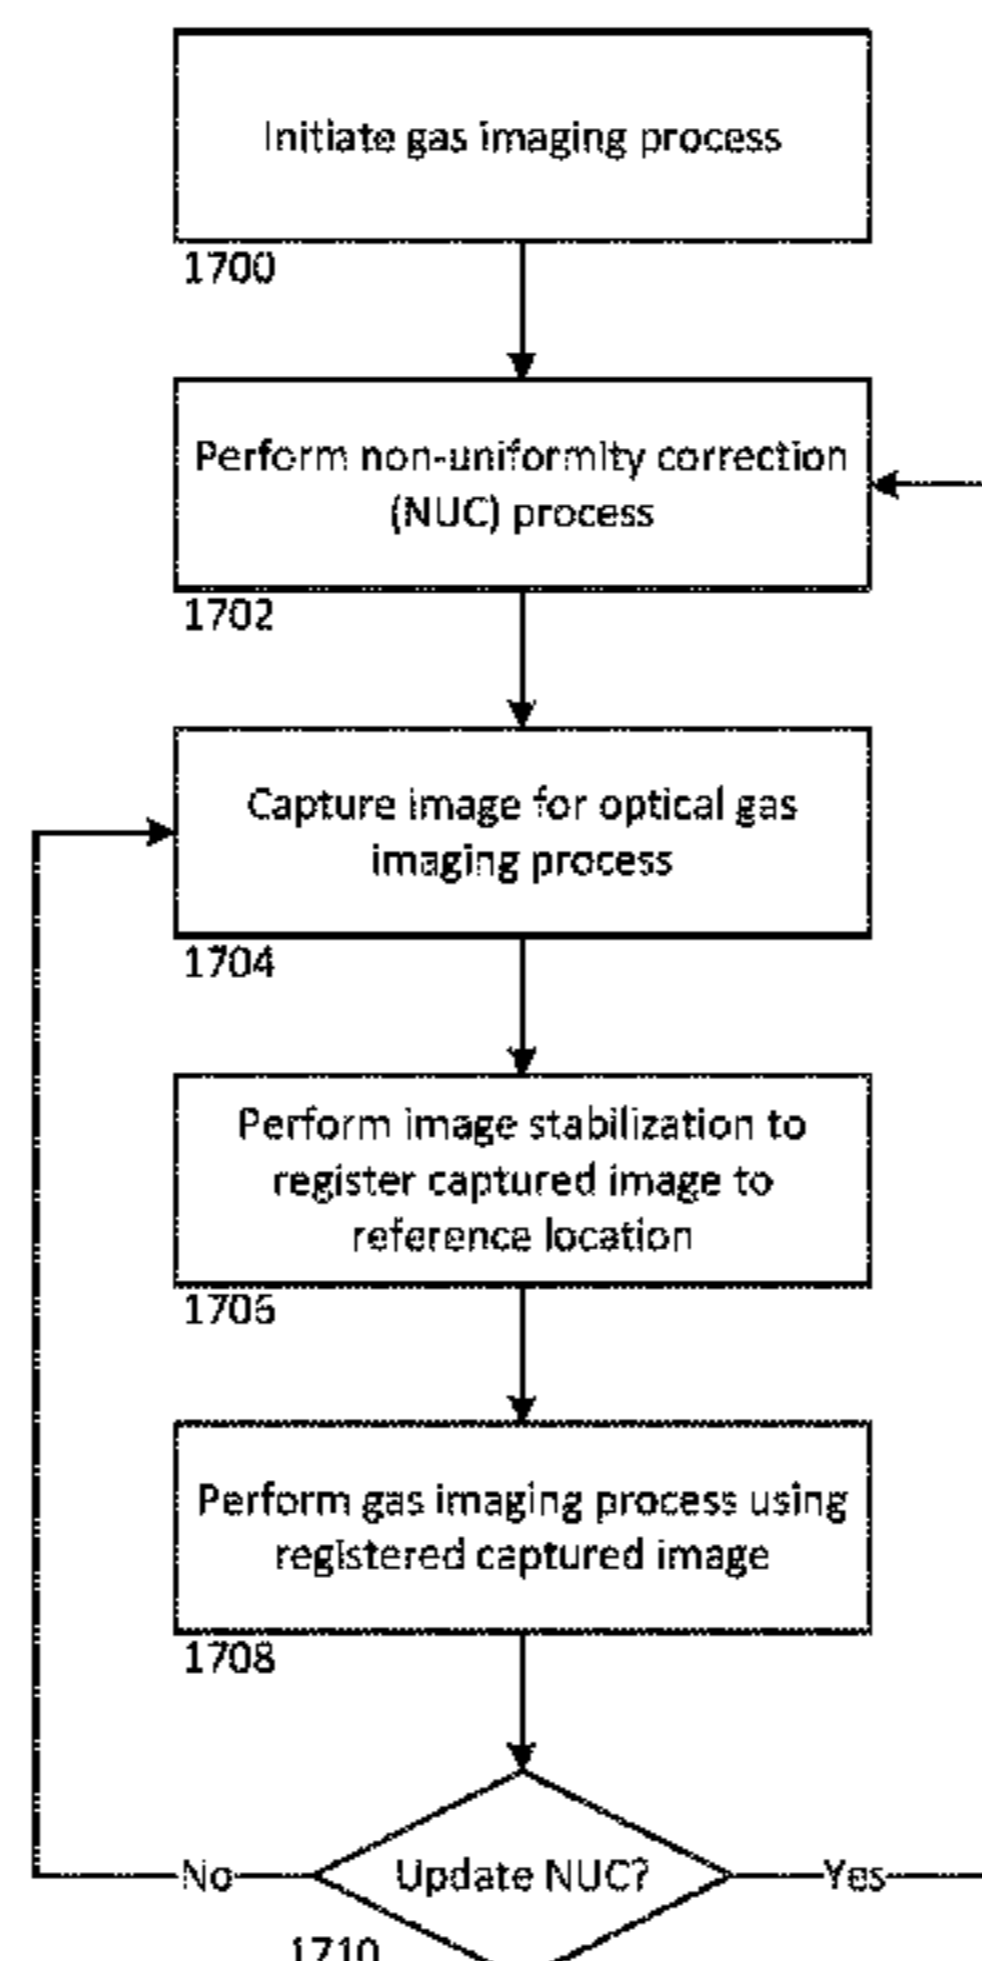 Initiate gas imaging process
1700
Perform non-uniformity correction
(NUC) process
1702
Capture image for optical gas
imaging process
1704
Perform image stabilization to
register captured image to
reference location
1706
Perform gas imaging process using
registered captured image
1708
No
Update NUC?
Yes
1710